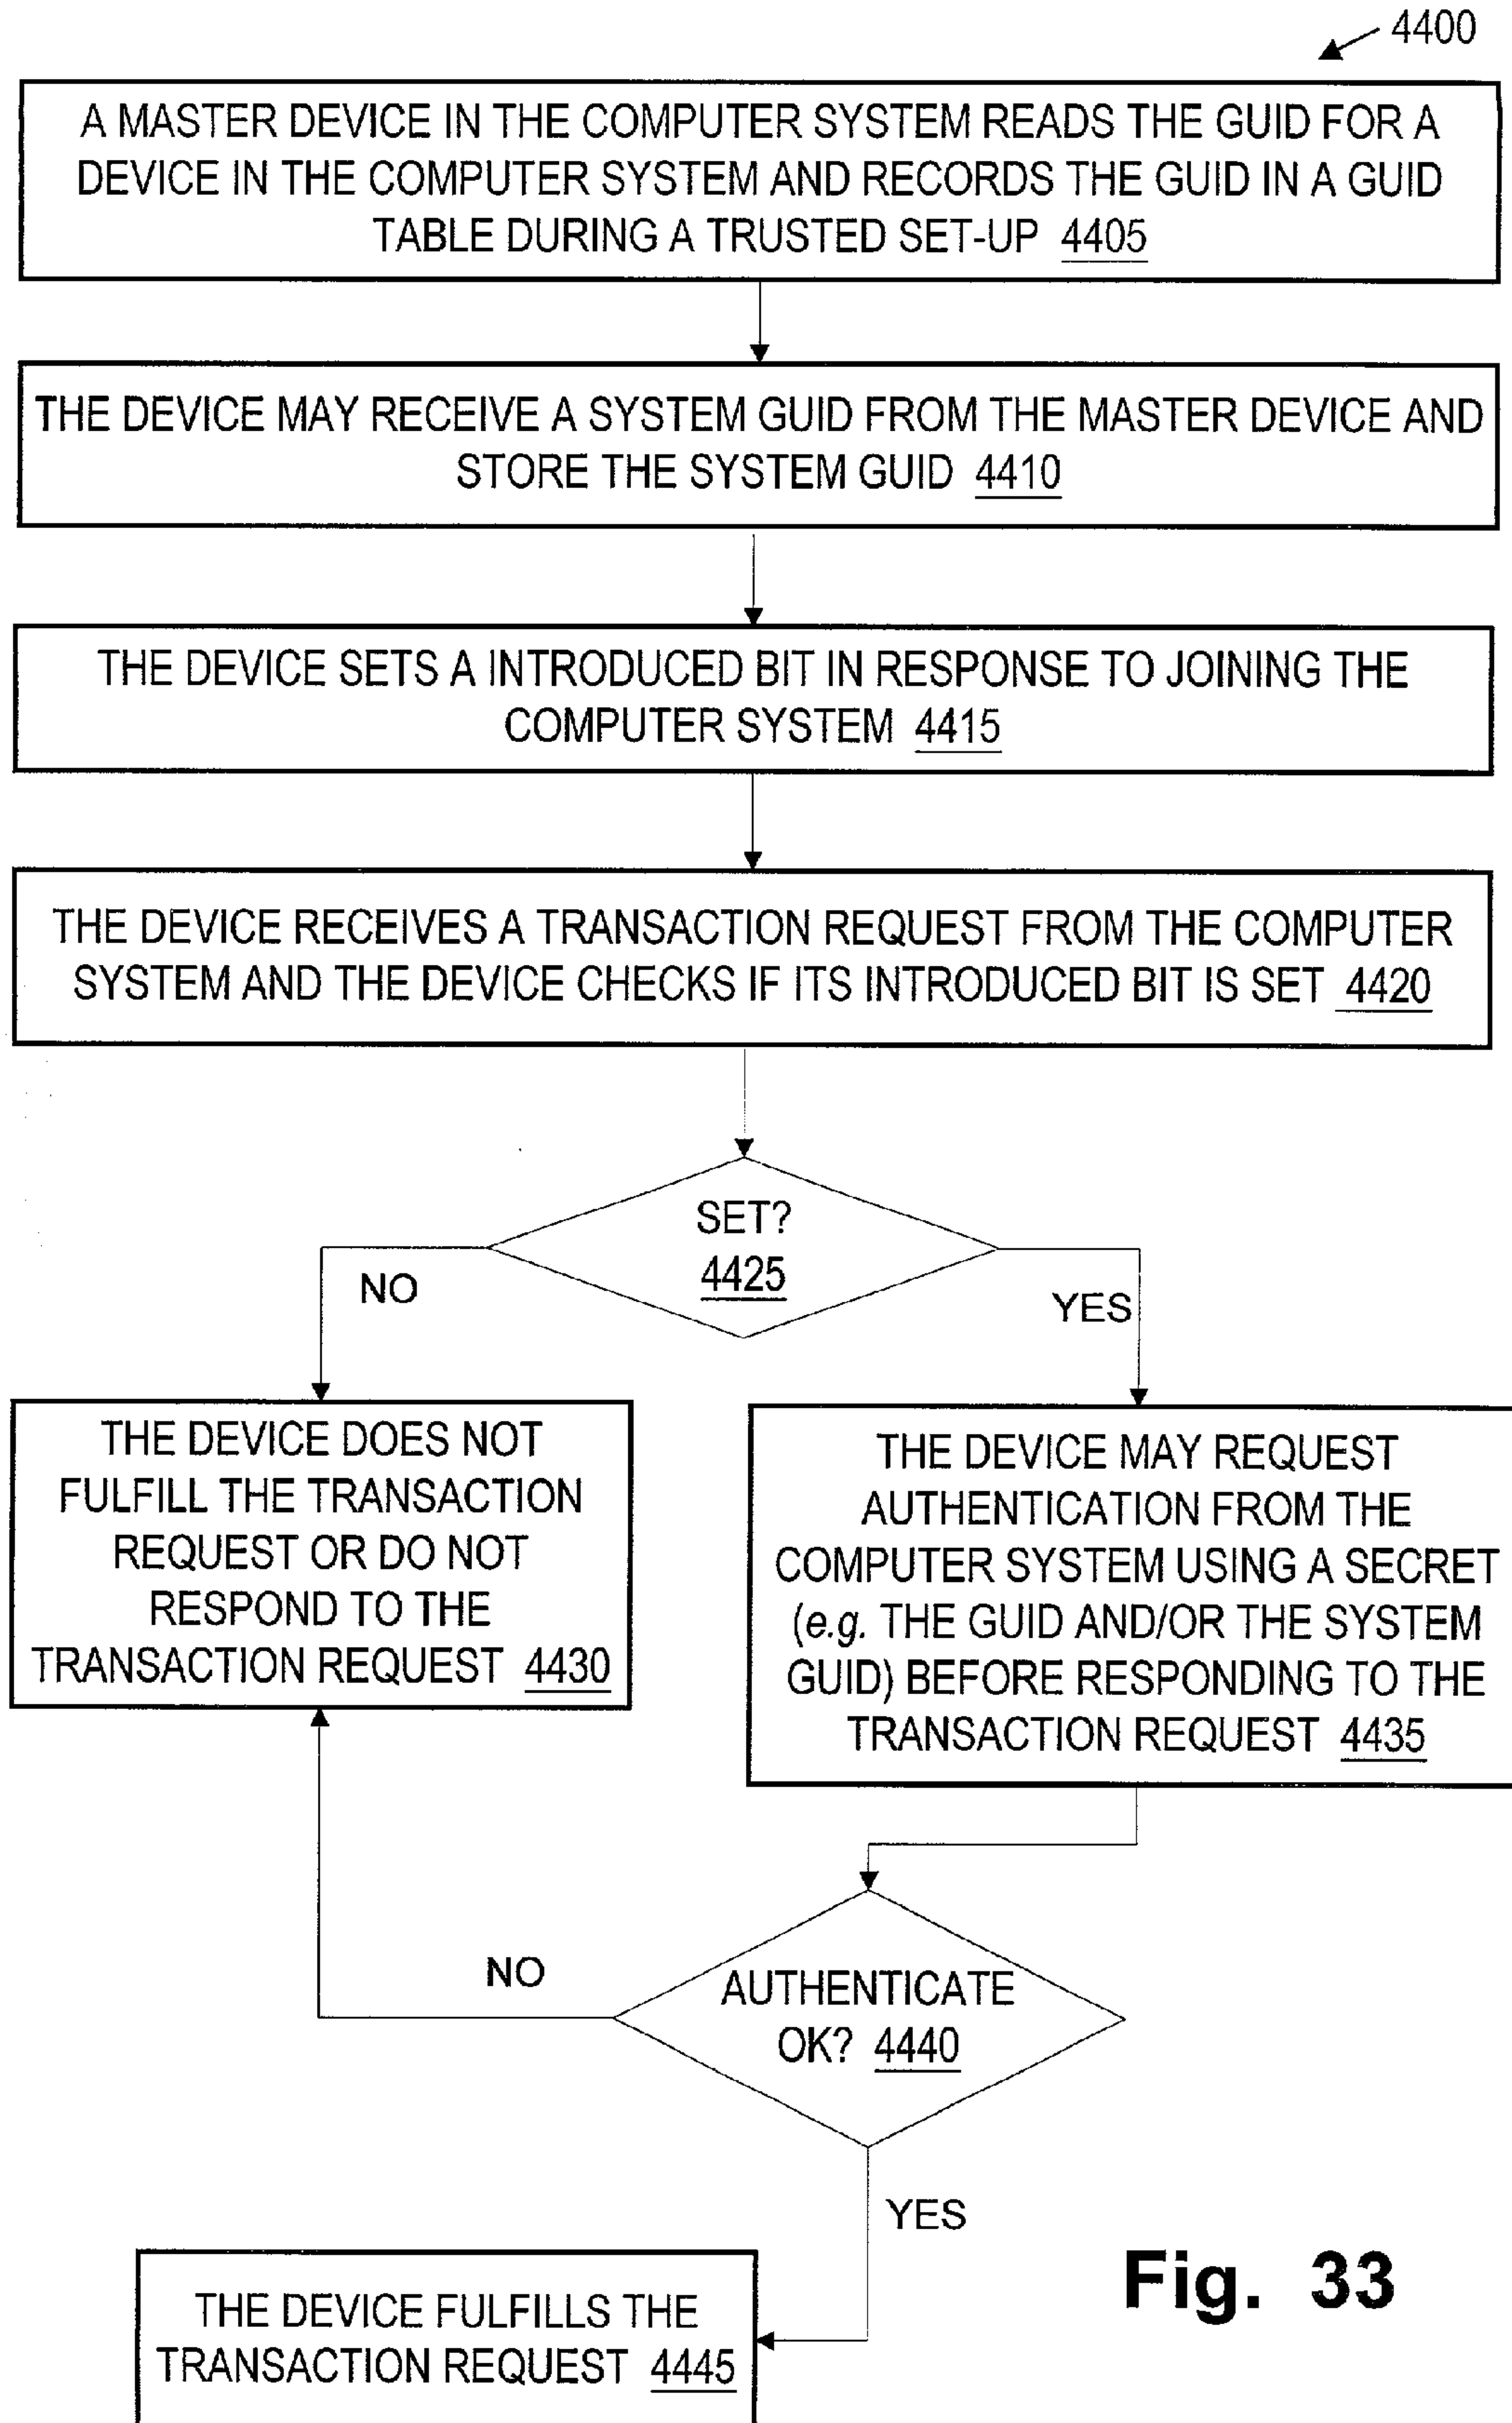 4400
A MASTER DEVICE IN THE COMPUTER SYSTEM READS THE GUID FOR A
DEVICE IN THE COMPUTER SYSTEM AND RECORDS THE GUID IN A GUID
TABLE DURING A TRUSTED SET-UP 4405
THE DEVICE MAY RECEIVE A SYSTEM GUID FROM THE MASTER DEVICE AND
STORE THE SYSTEM GUID 4410
THE DEVICE SETS A INTRODUCED BIT IN RESPONSE TO JOINING THE
COMPUTER SYSTEM 4415
THE DEVICE RECEIVES A TRANSACTION REQUEST FROM THE COMPUTER
SYSTEM AND THE DEVICE CHECKS IF ITS INTRODUCED BIT IS SET 4420
SET?
4425
NO
YES
THE DEVICE DOES NOT
FULFILL THE TRANSACTION
REQUEST OR DO NOT
RESPOND TO THE
TRANSACTION REQUEST 4430
THE DEVICE MAY REQUEST
AUTHENTICATION FROM THE
COMPUTER SYSTEM USING A SECRET
(e.g. THE GUID AND/OR THE SYSTEM
GUID) BEFORE RESPONDING TO THE
TRANSACTION REQUEST 4435
NO
AUTHENTICATE
OK? 4440
YES
THE DEVICE FULFILLS THE
TRANSACTION REQUEST 4445
Fig. 33